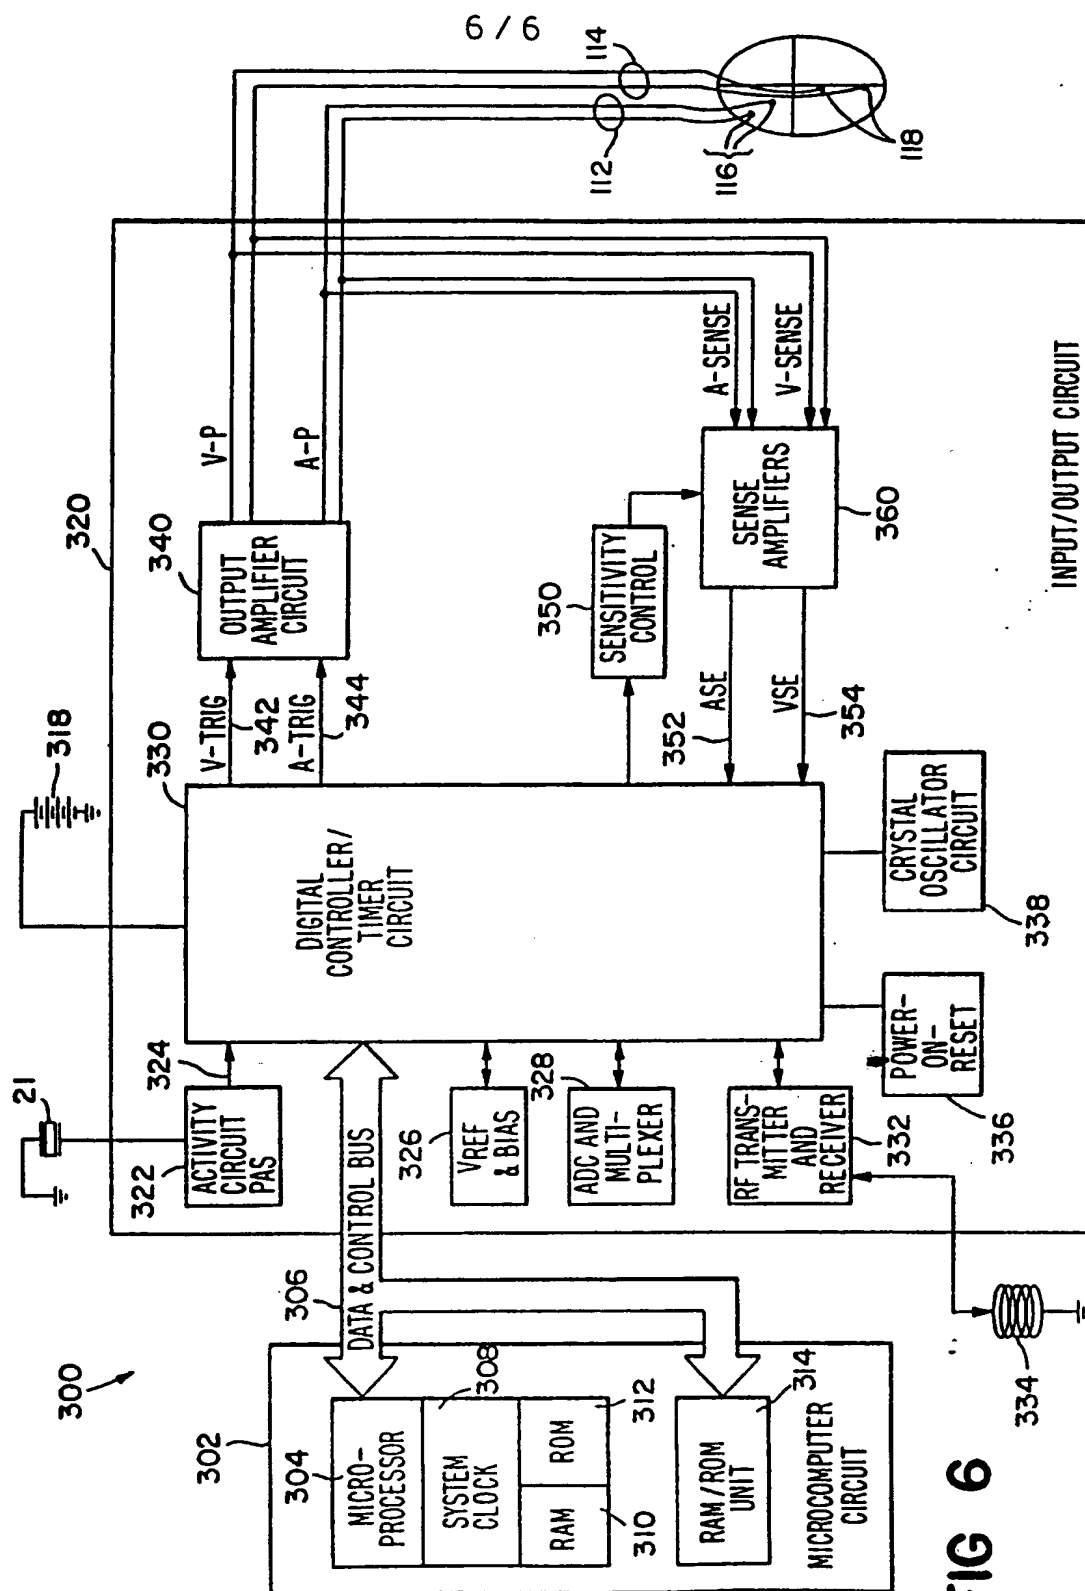 6/6
300
302
304
MICRO-
PROCESSOR
SYSTEM
CLOCK
308
RAM
ROM
310
312
RAM/ROM
UNIT
314
MICROCOMPUTER
CIRCUIT
306
DATA & CONTROL BUS
320
21
322
ACTIVITY
CIRCUIT
PAS
324
318
326
VREF
& BIAS
328
ADC AND
MULTI-
PLEXER
RF TRANS-
MITTER
AND
RECEIVER
332
334
330
DIGITAL
CONTROLLER/
TIMER
CIRCUIT
POWER-
ON-
RESET
336
CRYSTAL
OSCILLATOR
CIRCUIT
338
V-TRIG
342
A-TRIG
344
340
OUTPUT
AMPLIFIER
CIRCUIT
V-P
A-P
350
SENSITIVITY
CONTROL
352
ASE
VSE
354
SENSE
AMPLIFIERS
360
A-SENSE
V-SENSE
112
114
116
118
INPUT/OUTPUT CIRCUIT
FIG 6